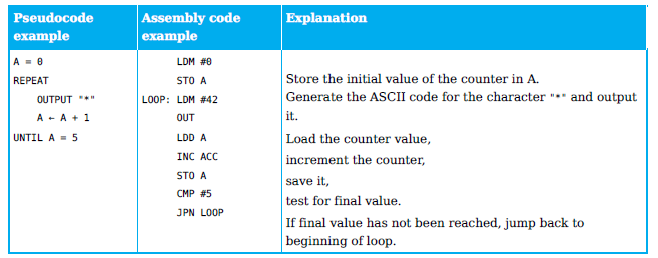 Pseudocode example
Assembly code example
Explanation
A = 0
REPEAT
OUTPUT "*"
A ← A + 1
UNTIL A = 5
LDM #0
STO A
LOOP: LDM #42
OUT
LDD A
INC ACC
STO A
CMP #5
JPN LOOP
Store the initial value of the counter in A.
Generate the ASCII code for the character "*" and output
it.
Load the counter value,
increment the counter,
save it,
test for final value.
If final value has not been reached, jump back to
beginning of loop.